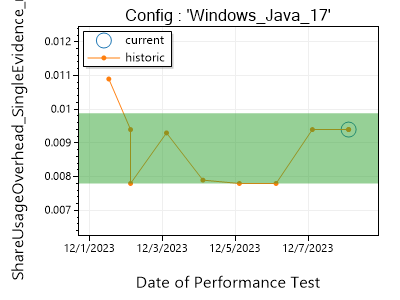 Config : 'Windows_Java_17'
current
historic
0.012
0.011
0.01
0.009
0.008
0.007
12/1/2023
12/3/2023
12/5/2023
12/7/2023
Date of Performance Test
ShareUsageOverhead_SingleEvidence_